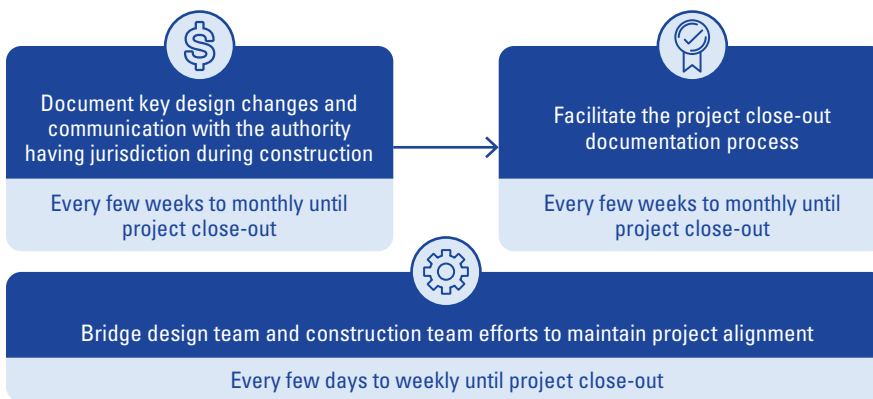 Document key design changes and
communication with the authority
having jurisdiction during construction
Every few weeks to monthly until
project close-out
Facilitate the project close-out
documentation process
Every few weeks to monthly until
project close-out
Bridge design team and construction team efforts to maintain project alignment
Every few days to weekly until project close-out